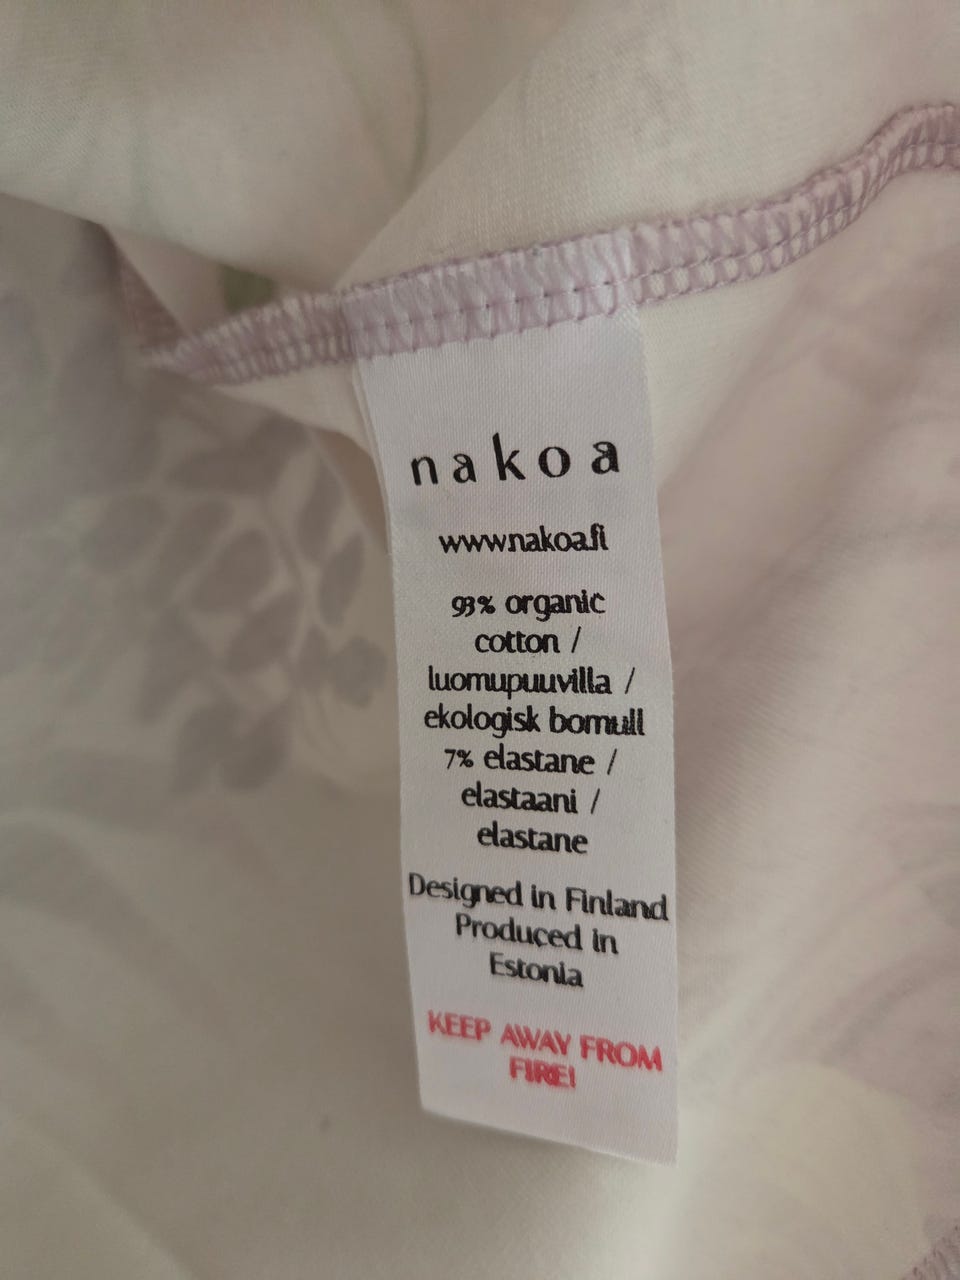 nakoa
www.nakoa.fi
93% organic
cotton /
luomupuuvilla /
ekologisk bomull
7% elastane /
elastaani /
elastane
Designed in Finland
Produced in
Estonia
KEEP AWAY FROM
FIRE!